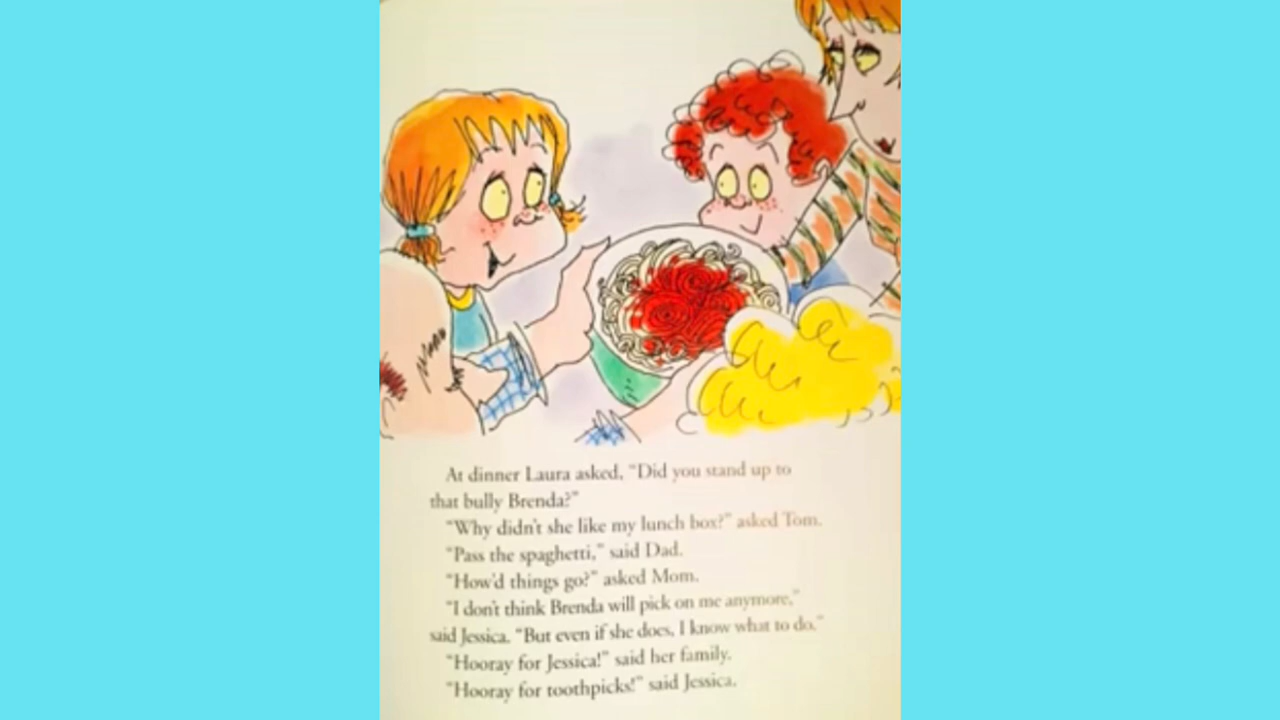 At dinner Laura asked, "Did you stand up to
that bully Brenda?"
"Why didn't she like my lunch box?" asked Tom.
"Pass the spaghetti," said Dad.
"How'd things go?" asked Mom.
"I don't think Brenda will pick on me anymore,"
said Jessica. "But even if she does, I know what to do."
"Hooray for Jessica!" said her family.
"Hooray for toothpicks!" said Jessica.